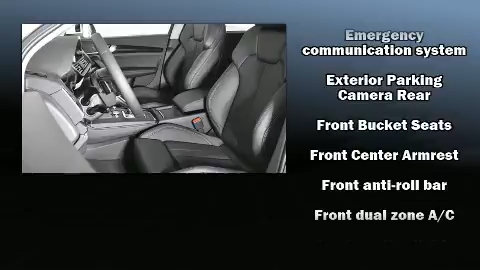 Emergency
communication system
Exterior Parking
Camera Rear
Front Bucket Seats
Front Center Armrest
Front anti-roll bar
Front dual zone A/C